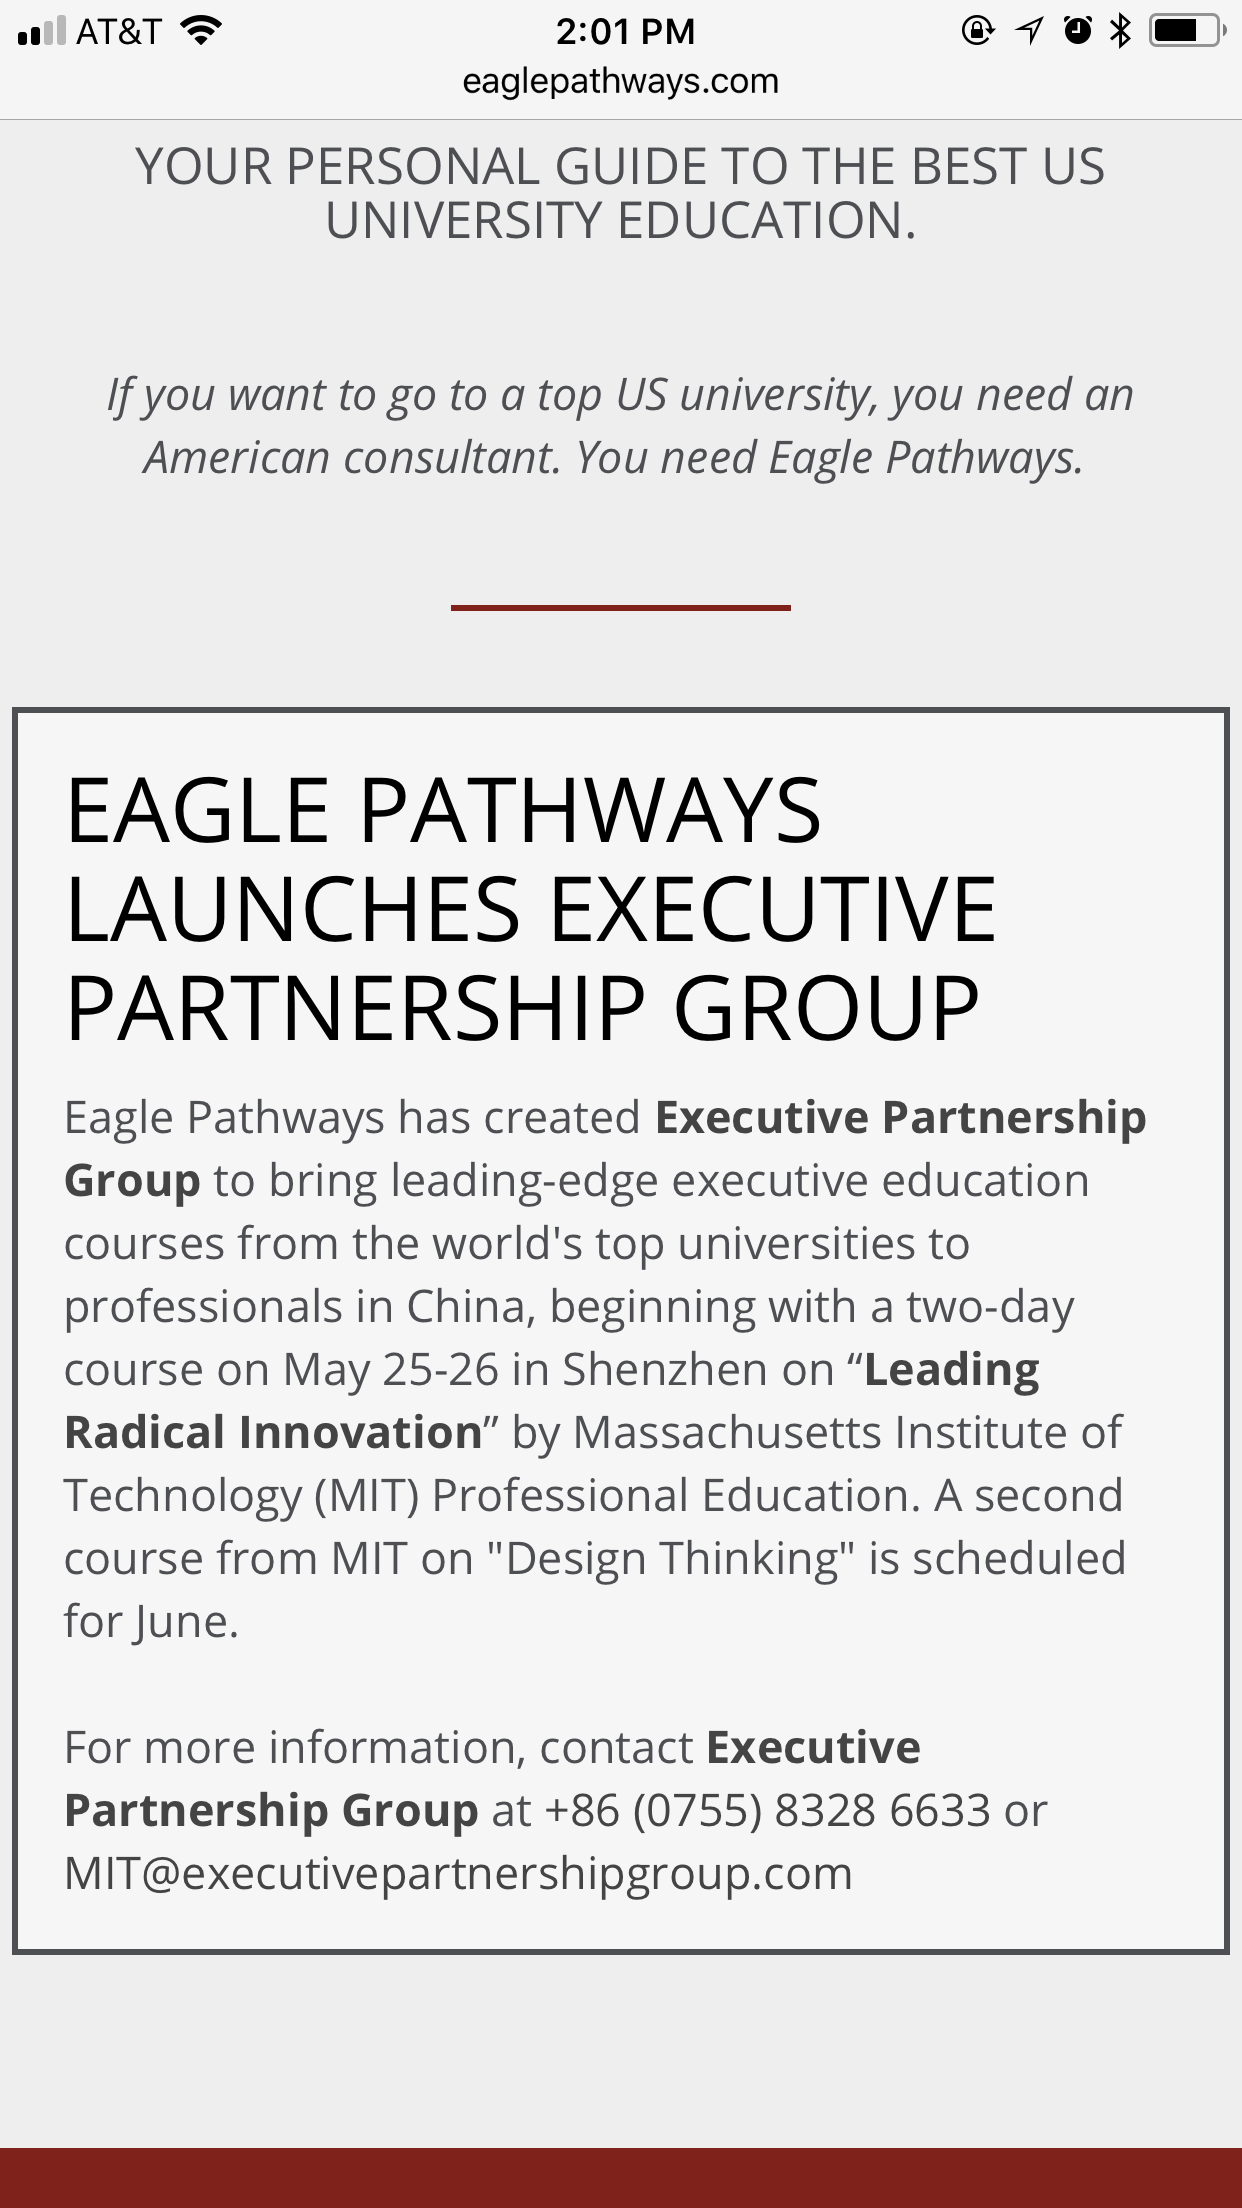 AT&T 2:01 PM
eaglepathways.com
YOUR PERSONAL GUIDE TO THE BEST US
UNIVERSITY EDUCATION.
If you want to go to a top US university, you need an
American consultant. You need Eagle Pathways.
EAGLE PATHWAYS
LAUNCHES EXECUTIVE
PARTNERSHIP GROUP
Eagle Pathways has created Executive Partnership
Group to bring leading-edge executive education
courses from the world's top universities to
professionals in China, beginning with a two-day
course on May 25-26 in Shenzhen on “Leading
Radical Innovation” by Massachusetts Institute of
Technology (MIT) Professional Education. A second
course from MIT on "Design Thinking" is scheduled
for June.
For more information, contact Executive
Partnership Group at +86 (0755) 8328 6633 or
MIT@executivepartnershipgroup.com